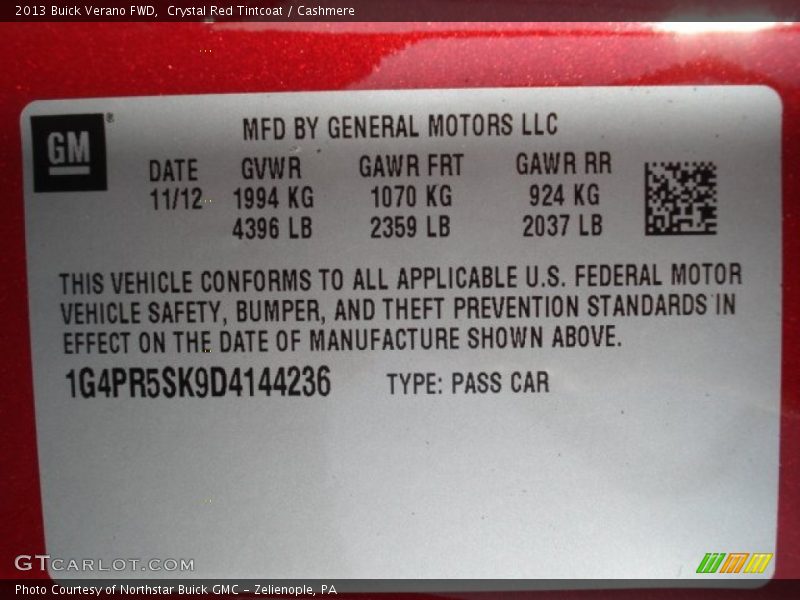 2013 Buick Verano FWD,  Crystal Red Tintcoat / Cashmere
GM ®
MFD BY GENERAL MOTORS LLC
DATE GVWR GAWR FRT GAWR RR
11/12 1994 KG 1070 KG 924 KG
4396 LB 2359 LB 2037 LB
THIS VEHICLE CONFORMS TO ALL APPLICABLE U.S. FEDERAL MOTOR
VEHICLE SAFETY, BUMPER, AND THEFT PREVENTION STANDARDS IN
EFFECT ON THE DATE OF MANUFACTURE SHOWN ABOVE.
1G4PR5SK9D4144236 TYPE: PASS CAR
GTCARLOT.COM
Photo Courtesy of Northstar Buick GMC - Zelienople, PA